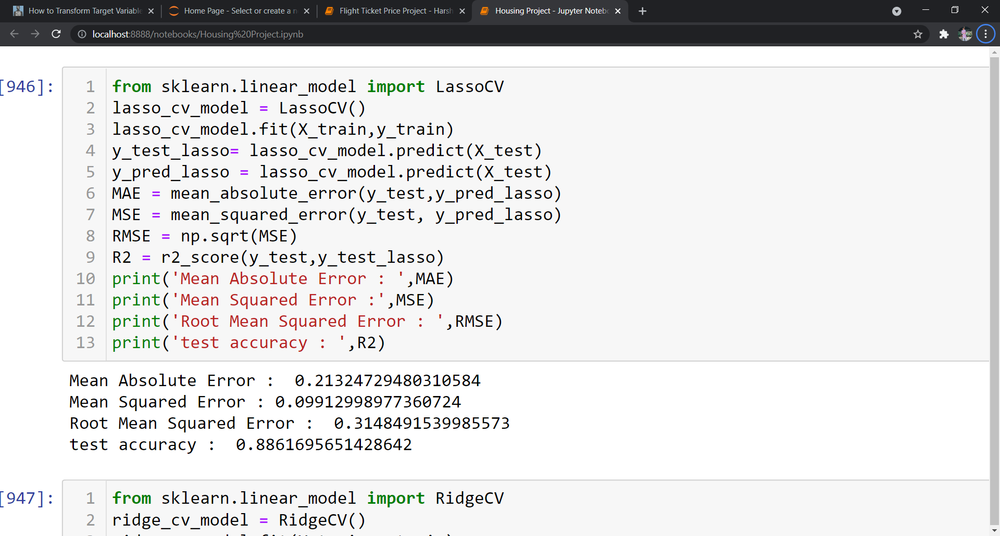 How to Transform Target Variable
Home Page - Select or create a n
Flight Ticket Price Project - Harsh
Housing Project - Jupyter Notebo
localhost:8888/notebooks/Housing%20Project.ipynb
[946]:
1 from sklearn.linear_model import LassoCV
2 lasso_cv_model = LassoCV()
3 lasso_cv_model.fit(X_train,y_train)
4 y_test_lasso= lasso_cv_model.predict(X_test)
5 y_pred_lasso = lasso_cv_model.predict(X_test)
6 MAE = mean_absolute_error(y_test,y_pred_lasso)
7 MSE = mean_squared_error(y_test, y_pred_lasso)
8 RMSE = np.sqrt(MSE)
9 R2 = r2_score(y_test,y_test_lasso)
10 print('Mean Absolute Error : ',MAE)
11 print('Mean Squared Error :',MSE)
12 print('Root Mean Squared Error : ',RMSE)
13 print('test accuracy : ',R2)
Mean Absolute Error :  0.21324729480310584
Mean Squared Error : 0.09912998977360724
Root Mean Squared Error :  0.3148491539985573
test accuracy :  0.8861695651428642
[947]:
1 from sklearn.linear_model import RidgeCV
2 ridge_cv_model = RidgeCV()